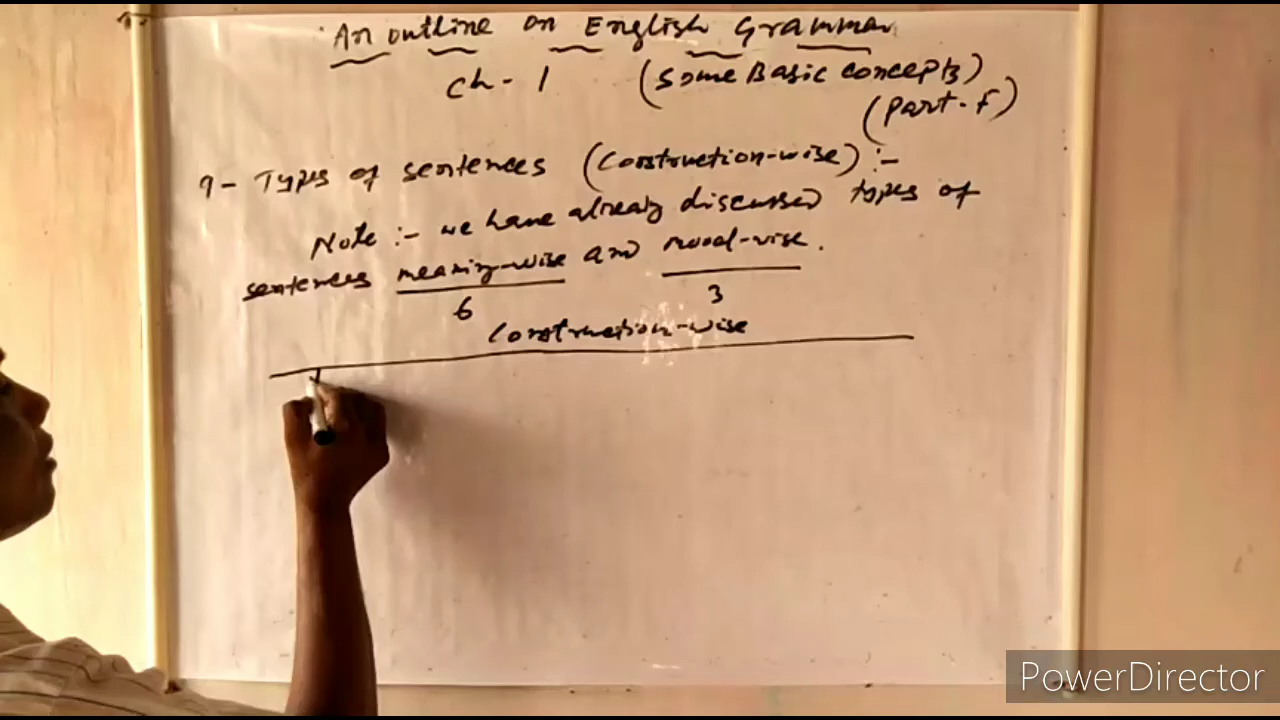 An outline on English Grammar
ch - 1 (Some Basic concepts)
(Part - F)
9 - Types of sentences (Construction-wise) :-
Note :- we have already discussed types of
sentences meaning-wise and mood-wise.
6 3
Construction-wise
PowerDirector